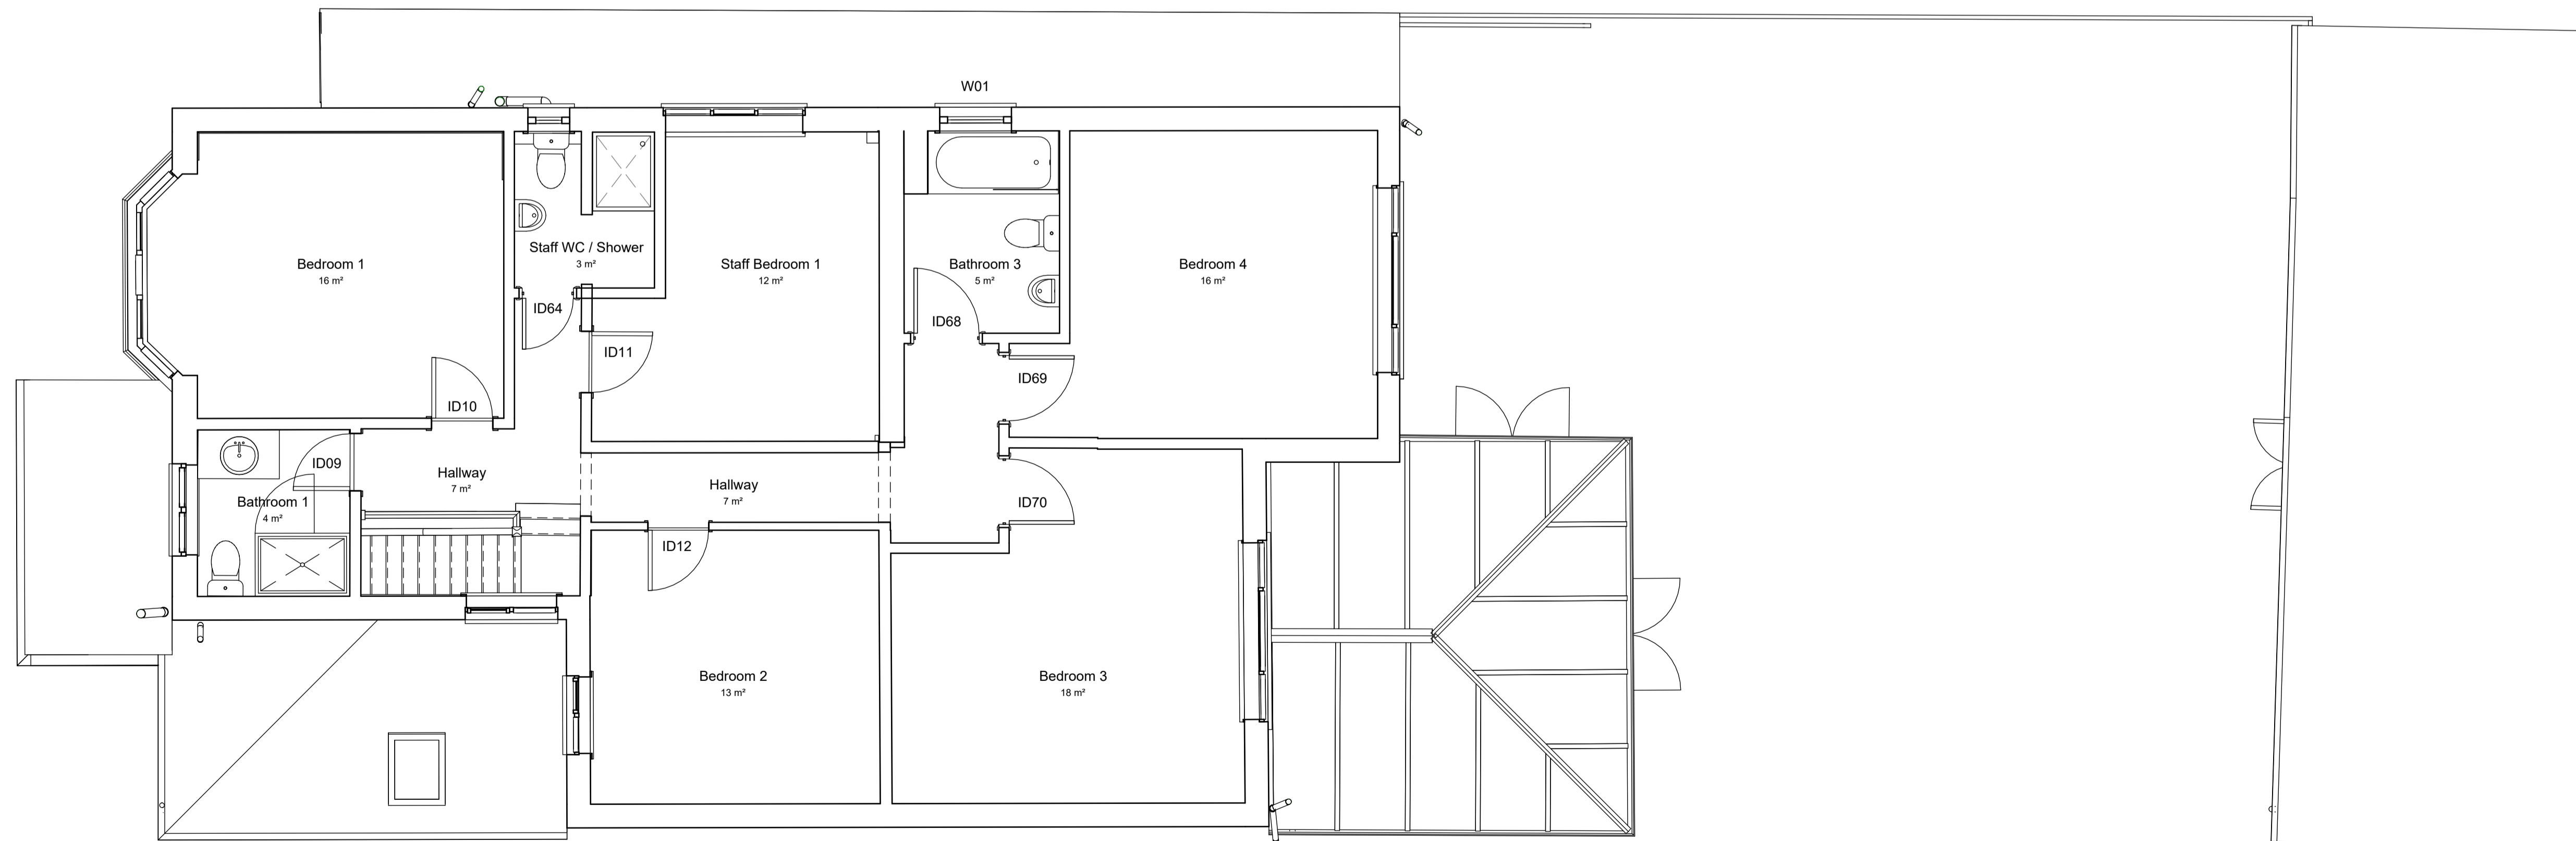 W01
Bedroom 1
16 m²
Staff WC / Shower
3 m²
ID64
Staff Bedroom 1
12 m²
ID11
Bathroom 3
5 m²
ID68
Bedroom 4
16 m²
ID69
ID10
ID09
Bathroom 1
4 m²
Hallway
7 m²
Hallway
7 m²
ID70
ID12
Bedroom 2
13 m²
Bedroom 3
18 m²